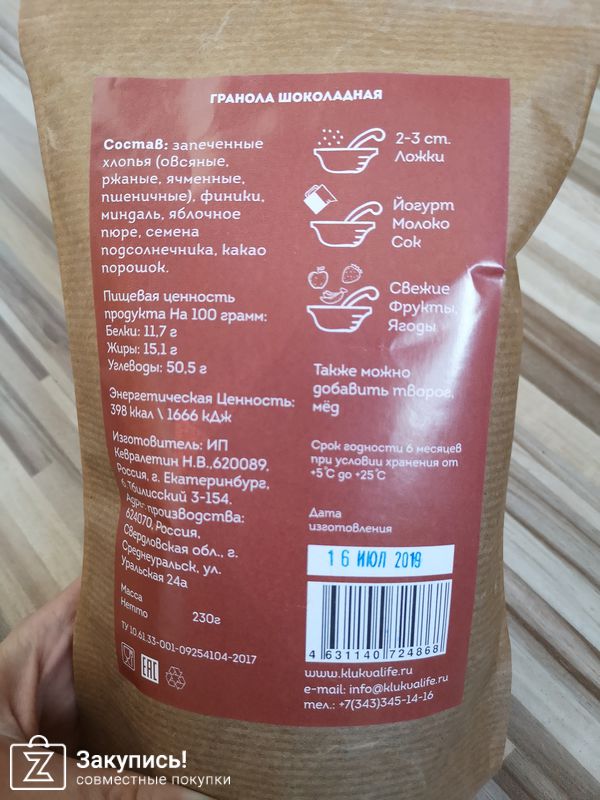 ГРАНОЛА ШОКОЛАДНАЯ
Состав: запеченные
хлопья (овсяные,
ржаные, ячменные,
пшеничные), финики,
миндаль, яблочное
пюре, семена
подсолнечника, какао
порошок.
Пищевая ценность
продукта На 100 грамм:
Белки: 11,7 г
Жиры: 15,1 г
Углеводы: 50,5 г
Энергетическая Ценность:
398 ккал \ 1666 кДж
Изготовитель: ИП
Кевралетин Н.В.,620089,
Россия, г. Екатеринбург,
б.Тбилисский 3-154.
Адрес производства:
624070, Россия,
Свердловская обл., г.
Среднеуральск, ул.
Уральская 24а
Масса
Нетто 230г
ТУ 10.61.33-001-09254104-2017
EAC
2-3 ст.
Ложки
Йогурт
Молоко
Сок
Свежие
Фрукты,
Ягоды
Также можно
добавить творог,
мёд
Срок годности 6 месяцев
при условии хранения от
+5°C до +25°C
Дата
изготовления
16 ИЮЛ 2019
4 631140 724868
www.klukvalife.ru
e-mail: info@klukvalife.ru
тел.: +7(343)345-14-16
Z Закупись!
совместные покупки